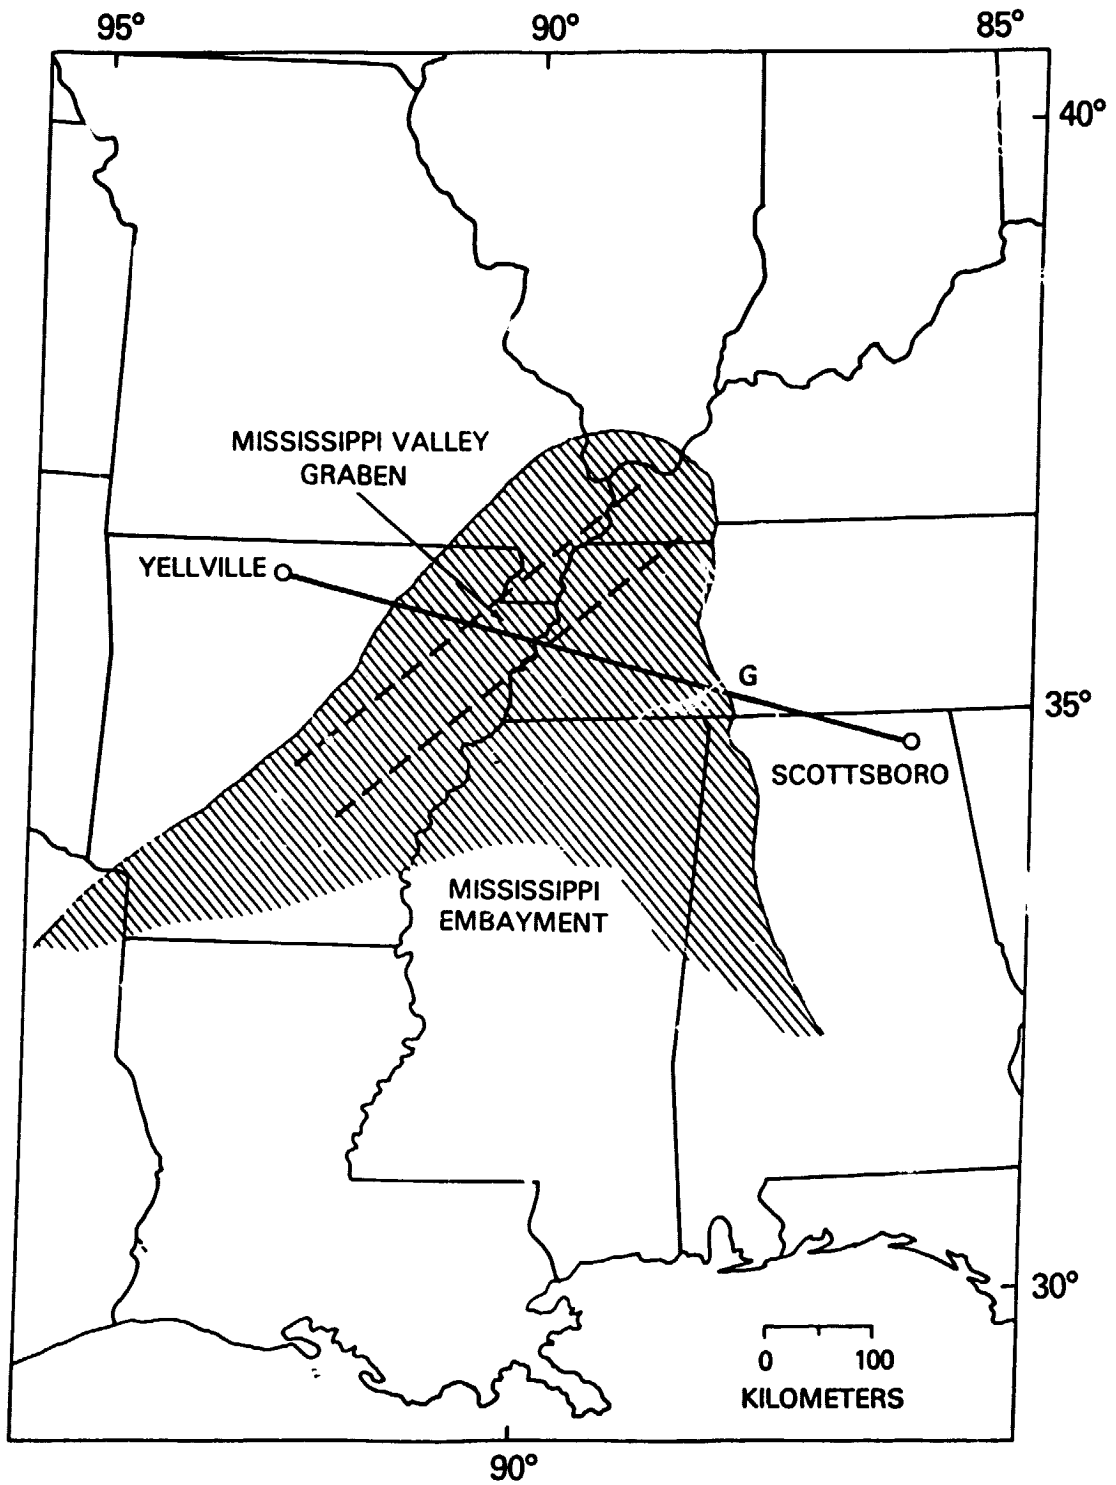 95° 90° 85°
40°
MISSISSIPPI VALLEY
GRABEN
YELLVILLE
G
35°
SCOTTSBORO
MISSISSIPPI
EMBAYMENT
30°
0 100
KILOMETERS
90°